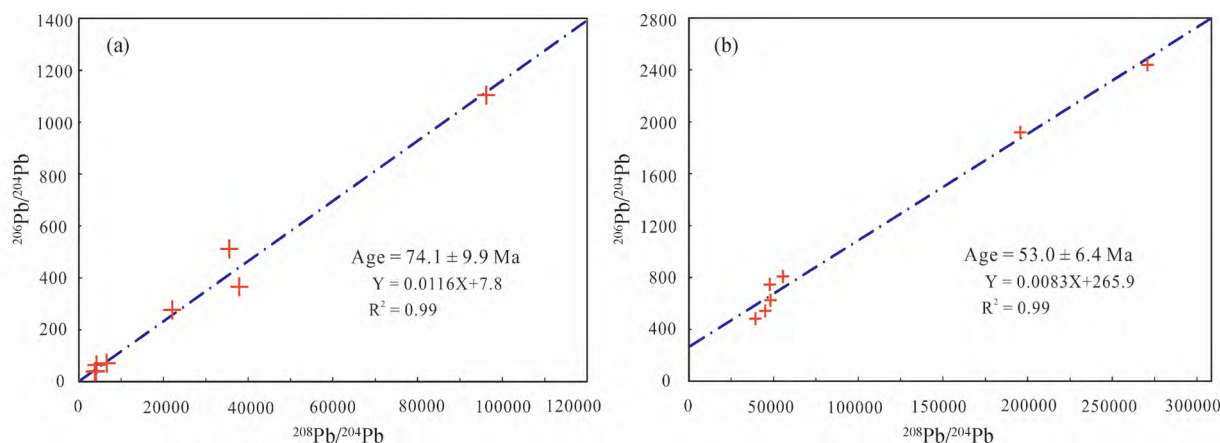 (a)
1400
1200
1000
800
600
400
200
0
²⁰⁶Pb/²⁰⁴Pb
Age = 74.1 ± 9.9 Ma
Y = 0.0116X+7.8
R² = 0.99
0 20000 40000 60000 80000 100000 120000
²⁰⁸Pb/²⁰⁴Pb
(b)
2800
2400
2000
1600
1200
800
400
0
²⁰⁶Pb/²⁰⁴Pb
Age = 53.0 ± 6.4 Ma
Y = 0.0083X+265.9
R² = 0.99
0 50000 100000 150000 200000 250000 300000
²⁰⁸Pb/²⁰⁴Pb